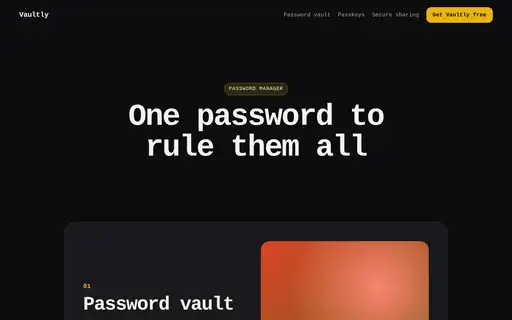 Vaultly
Password vault Passkeys Secure sharing Get Vaultly free
PASSWORD MANAGER
One password to
rule them all
01
Password vault